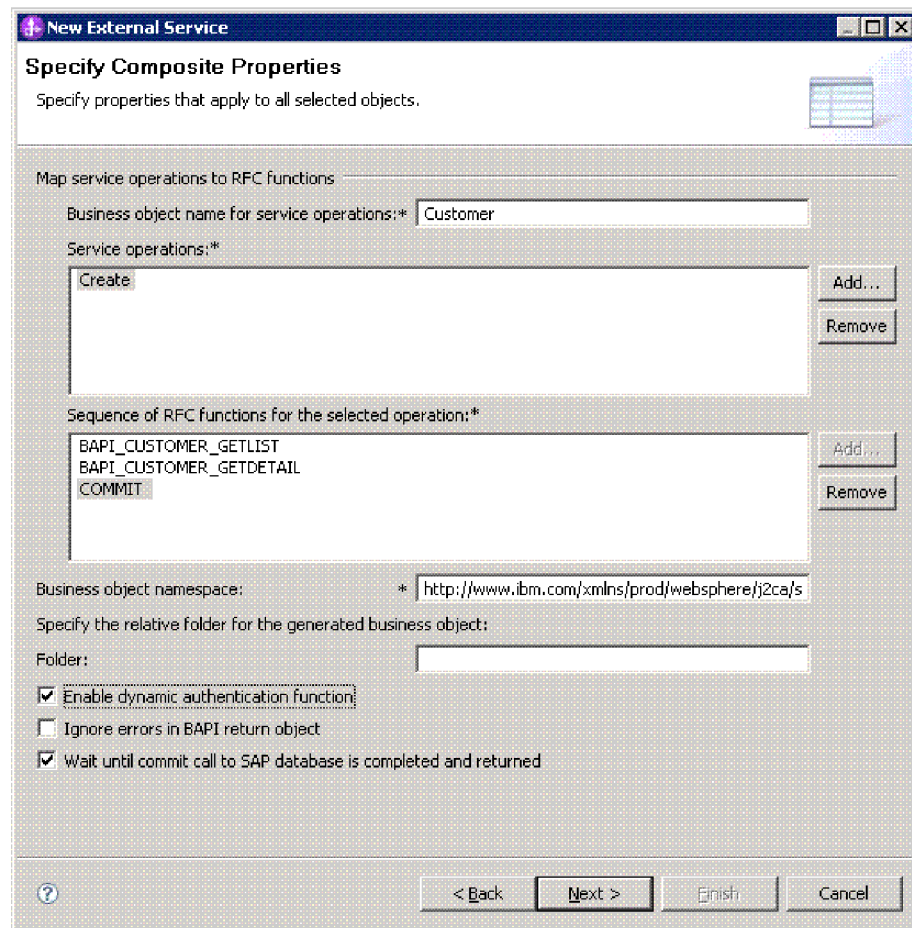 New External Service
Specify Composite Properties
Specify properties that apply to all selected objects.
Map service operations to RFC functions
Business object name for service operations:* Customer
Service operations:*
Create
Add...
Remove
Sequence of RFC functions for the selected operation:*
BAPI_CUSTOMER_GETLIST
BAPI_CUSTOMER_GETDETAIL
COMMIT
Add...
Remove
Business object namespace: * http://www.ibm.com/xmlns/prod/websphere/j2ca/s
Specify the relative folder for the generated business object:
Folder:
Enable dynamic authentication function
Ignore errors in BAPI return object
Wait until commit call to SAP database is completed and returned
? < Back Next > Finish Cancel